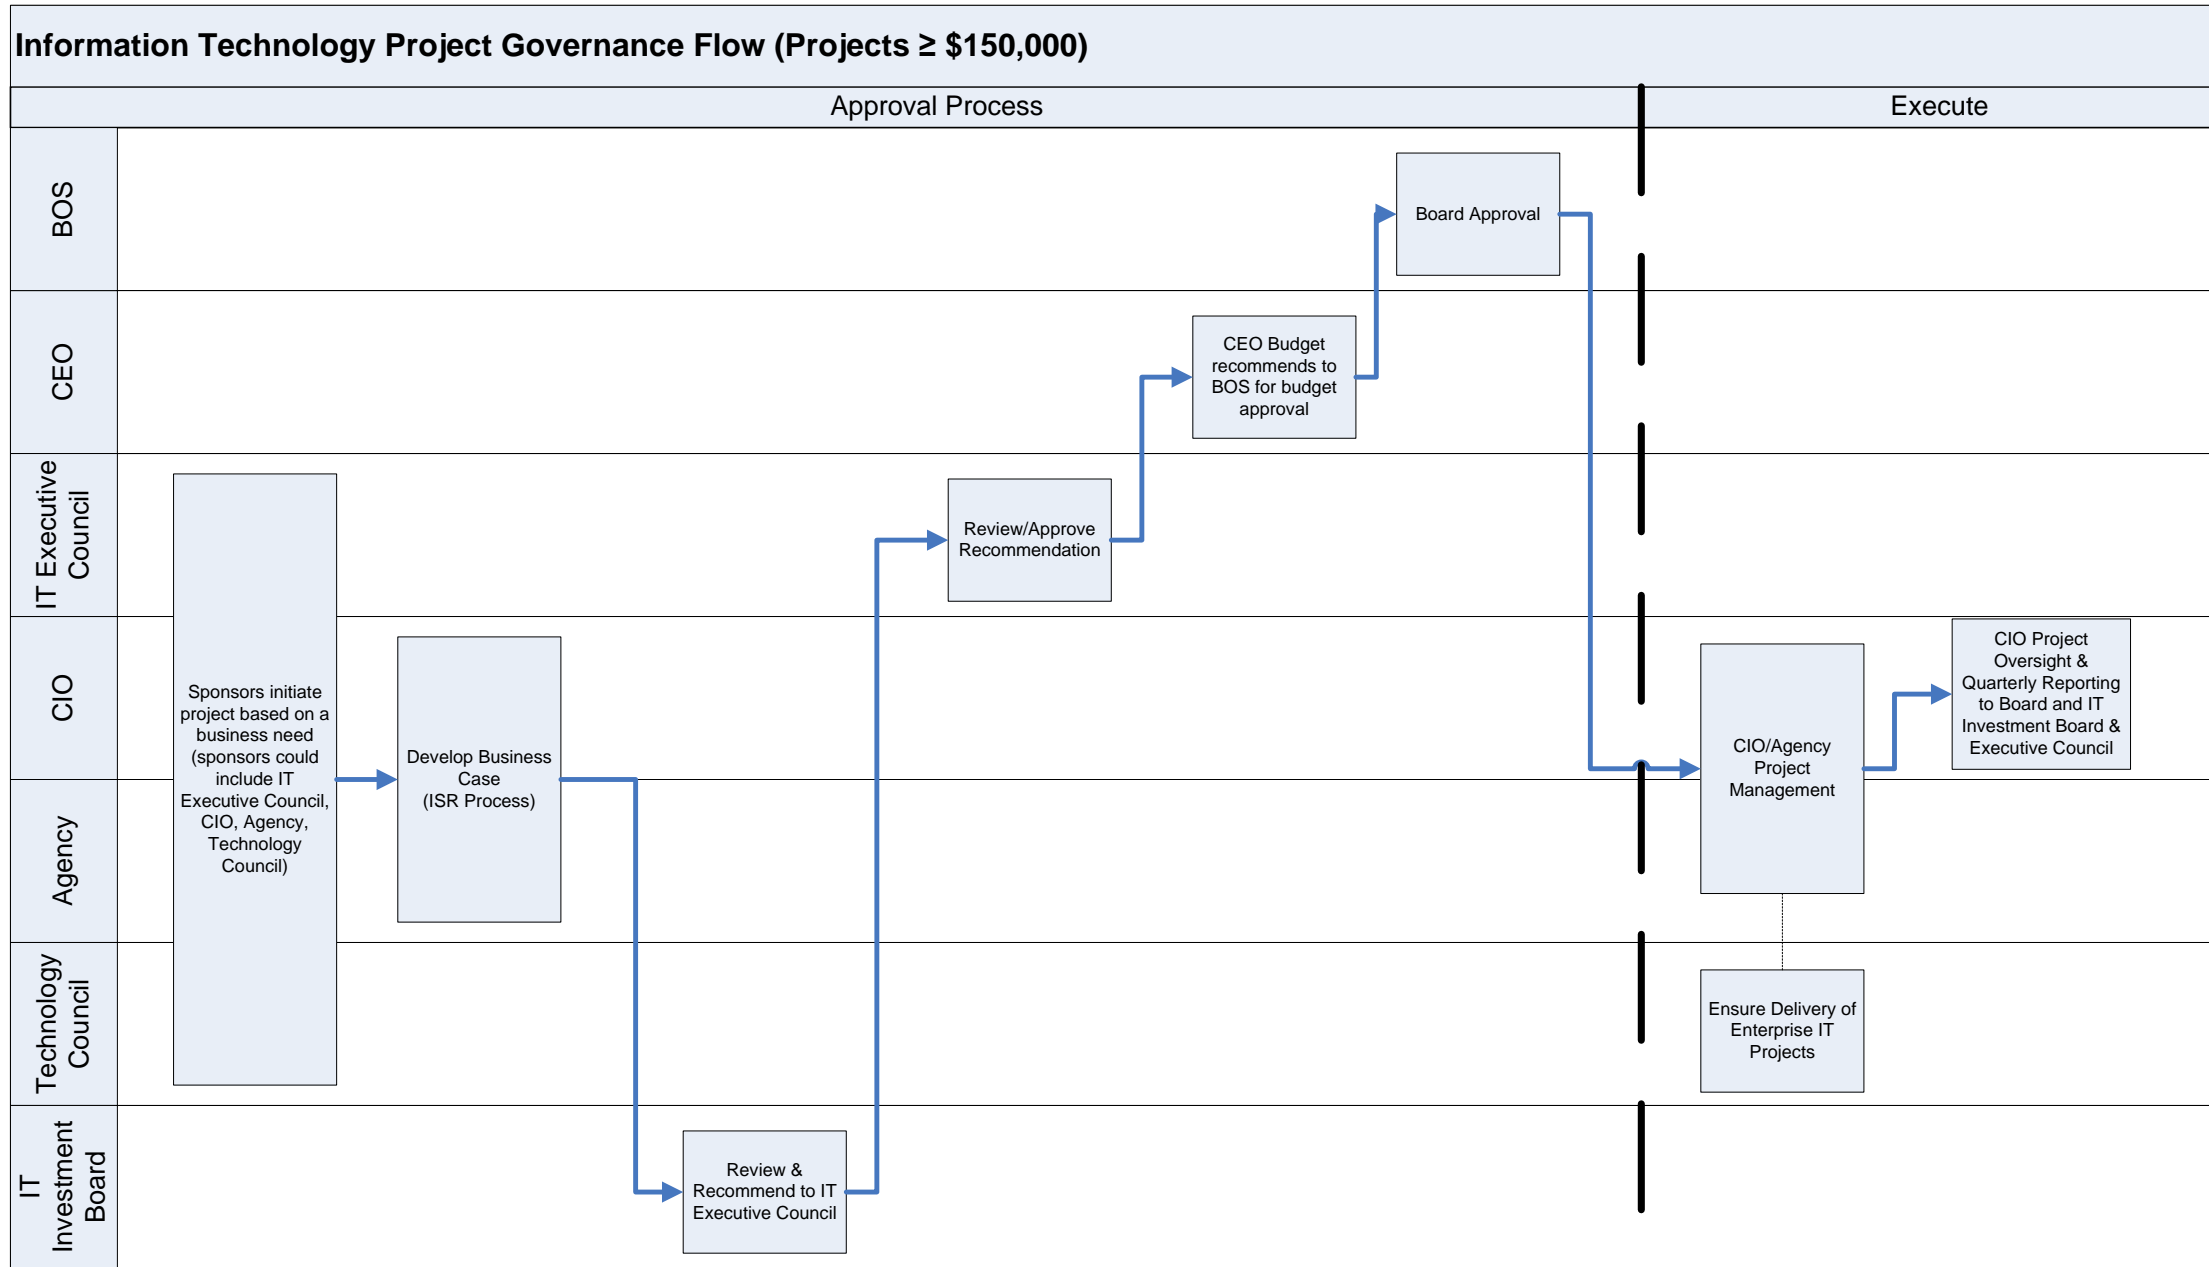 Information Technology Project Governance Flow (Projects ≥ $150,000)
Approval Process
Execute
BOS
Board Approval
CEO
CEO Budget
recommends to
BOS for budget
approval
IT Executive
Council
Review/Approve
Recommendation
CIO
Sponsors initiate
project based on a
business need
(sponsors could
include IT
Executive Council,
CIO, Agency,
Technology
Council)
Develop Business
Case
(ISR Process)
CIO/Agency
Project
Management
CIO Project
Oversight &
Quarterly Reporting
to Board and IT
Investment Board &
Executive Council
Agency
Technology
Council
Ensure Delivery of
Enterprise IT
Projects
IT
Investment
Board
Review &
Recommend to IT
Executive Council